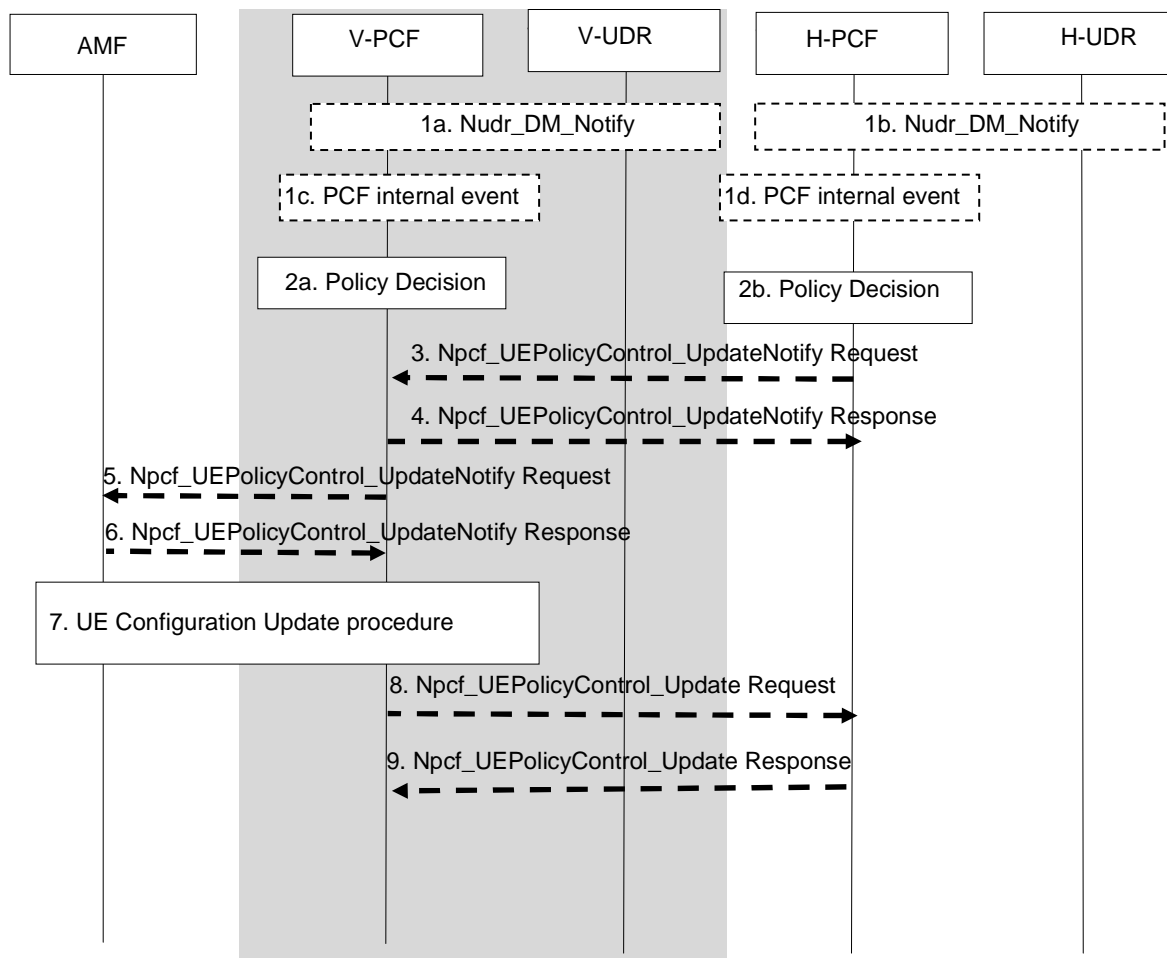 AMF
V-PCF
V-UDR
H-PCF
H-UDR
1a. Nudr_DM_Notify
1b. Nudr_DM_Notify
1c. PCF internal event
1d. PCF internal event
2a. Policy Decision
2b. Policy Decision
3. Npcf_UEPolicyControl_UpdateNotify Request
4. Npcf_UEPolicyControl_UpdateNotify Response
5. Npcf_UEPolicyControl_UpdateNotify Request
6. Npcf_UEPolicyControl_UpdateNotify Response
7. UE Configuration Update procedure
8. Npcf_UEPolicyControl_Update Request
9. Npcf_UEPolicyControl_Update Response